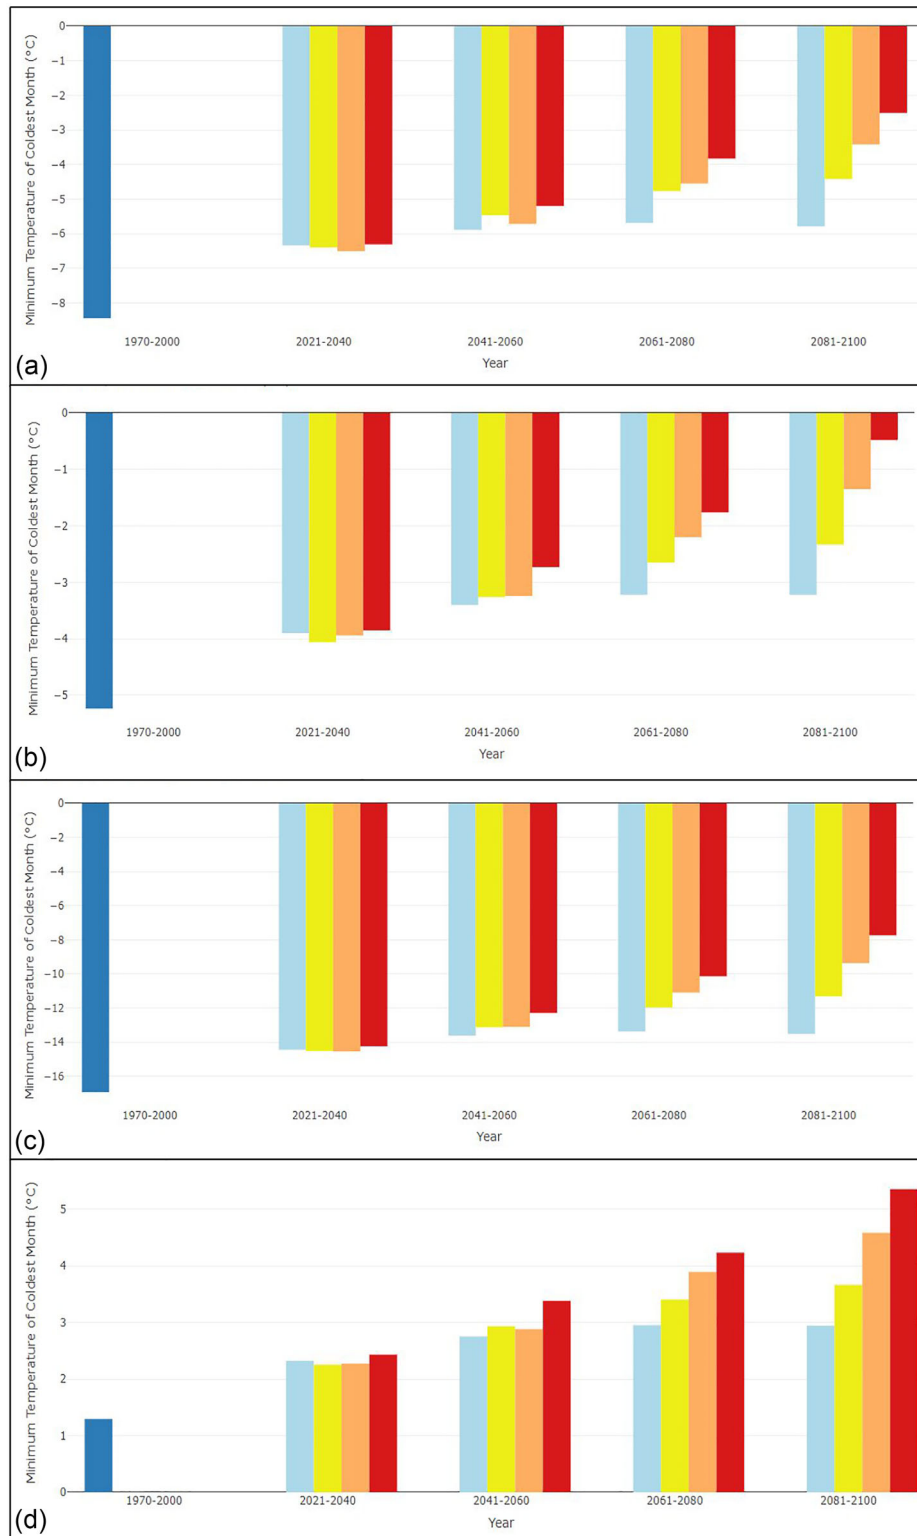 Minimum Temperature of Coldest Month (°C)
0
−1
−2
−3
−4
−5
−6
−7
−8
1970-2000 2021-2040 2041-2060 2061-2080 2081-2100
Year
(a)
Minimum Temperature of Coldest Month (°C)
0
−1
−2
−3
−4
−5
1970-2000 2021-2040 2041-2060 2061-2080 2081-2100
Year
(b)
Minimum Temperature of Coldest Month (°C)
0
−2
−4
−6
−8
−10
−12
−14
−16
1970-2000 2021-2040 2041-2060 2061-2080 2081-2100
Year
(c)
Minimum Temperature of Coldest Month (°C)
5
4
3
2
1
0
1970-2000 2021-2040 2041-2060 2061-2080 2081-2100
Year
(d)